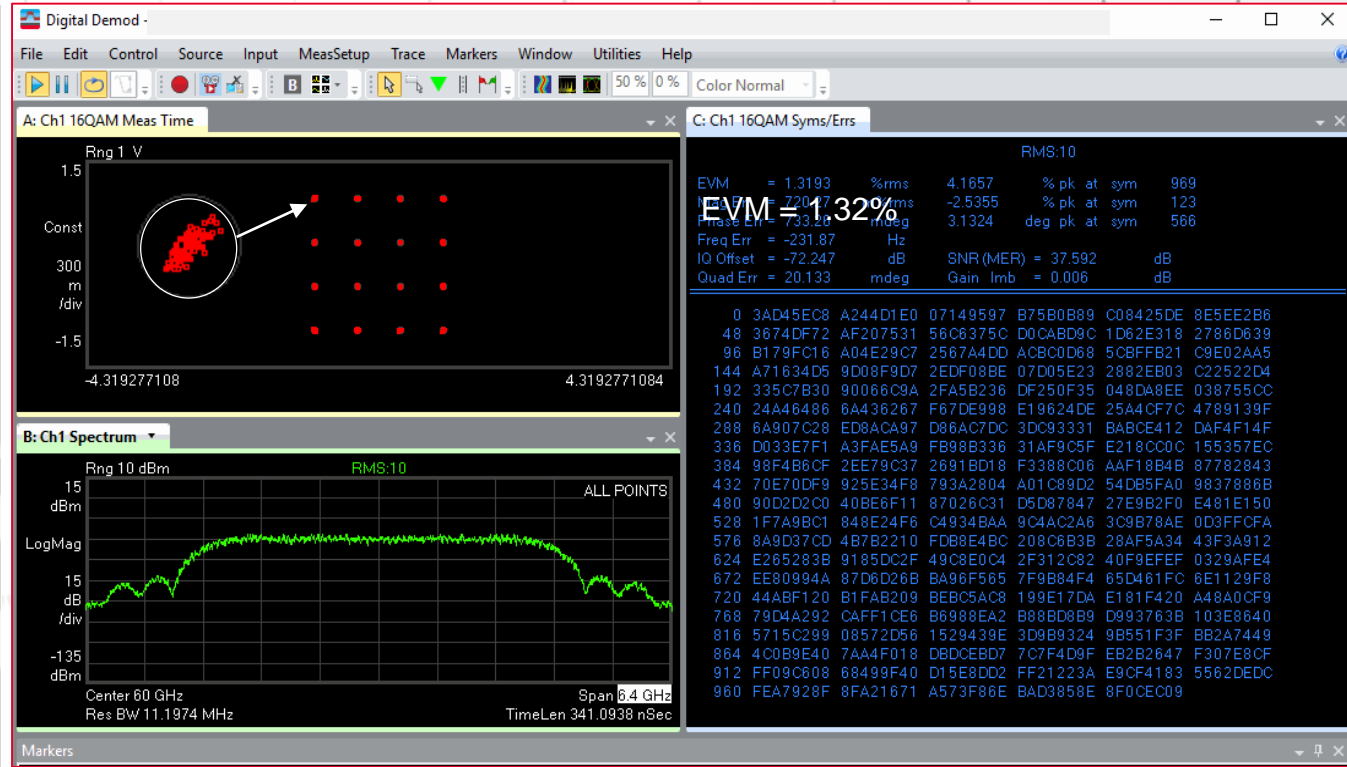 Digital Demod -
File Edit Control Source Input MeasSetup Trace Markers Window Utilities Help
B 50 % 0 % Color Normal
A: Ch1 16QAM Meas Time
Rng 1 V
1.5
Const
300
m
/div
-1.5
-4.319277108 4.3192771084
B: Ch1 Spectrum
Rng 10 dBm RMS:10
15
dBm
ALL POINTS
LogMag
15
dB
/div
-135
dBm
Center 60 GHz Span 6.4 GHz
Res BW 11.1974 MHz TimeLen 341.0938 nSec
C: Ch1 16QAM Syms/Errs
RMS:10
EVM = 1.3193 %rms 4.1657 % pk at sym 969
-2.5355 % pk at sym 123
EVM = 1.32%
mdeg 3.1324 deg pk at sym 566
Freq Err = -231.87 Hz
IQ Offset = -72.247 dB SNR (MER) = 37.592 dB
Quad Err = 20.133 mdeg Gain Imb = 0.006 dB
0 3AD45EC8 A244D1E0 07149597 B75B0B89 C08425DE 8E5EE2B6
48 3674DF72 AF207531 56C6375C D0CABD9C 1D62E318 2786D639
96 B179FC16 A04E29C7 2567A4DD ACBC0D68 5CBFFB21 C9E02AA5
144 A71634D5 9D08F9D7 2EDF08BE 07D05E23 2882EB03 C22522D4
192 335C7B30 90066C9A 2FA5B236 DF250F35 048DA8EE 038755CC
240 24A46486 6A436267 F67DE998 E19624DE 25A4CF7C 4789139F
288 6A907C28 ED8ACA97 D86AC7DC 3DC93331 BABCE412 DAF4F14F
336 D033E7F1 A3FAE5A9 FB98B336 31AF9C5F E218CC0C 155357EC
384 98F4B6CF 2EE79C37 2691BD18 F3388C06 AAF18B4B 87782843
432 70E70DF9 925E34F8 793A2804 A01C89D2 54DB5FA0 9837886B
480 90D2D2C0 40BE6F11 87026C31 D5D87847 27E9B2F0 E481E150
528 1F7A9BC1 848E24F6 C4934BAA 9C4AC2A6 3C9B78AE 0D3FFCFA
576 8A9D37CD 4B7B2210 FDB8E4BC 208C6B3B 28AF5A34 43F3A912
624 E265283B 9185DC2F 49C8E0C4 2F312C82 40F9EFEF 0329AFE4
672 EE80994A 87D6D26B BA96F565 7F9B84F4 65D461FC 6E1129F8
720 44ABF120 B1FAB209 BEBC5AC8 199E17DA E181F420 A48A0CF9
768 79D4A292 CAFF1CE6 B6988EA2 B88BD8B9 D993763B 103E8640
816 5715C299 08572D56 1529439E 3D9B9324 9B551F3F BB2A7449
864 4C0B9E40 7AA4F018 DBDCEBD7 7C7F4D9F EB2B2647 F307E8CF
912 FF09C608 68499F40 D15E8DD2 FF21223A E9CF4183 5562DEDC
960 FEA7928F 8FA21671 A573F86E BAD3858E 8F0CEC09
Markers